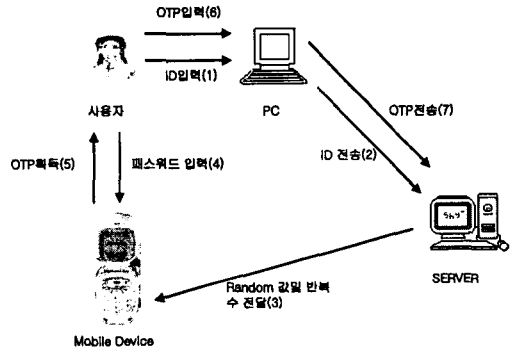 OTP입력(6)
ID입력(1)
사용자
PC
OTP전송(7)
ID 전송(2)
OTP획득(5)
패스워드 입력(4)
SERVER
Random 값및 반복
수 전달(3)
Mobile Device